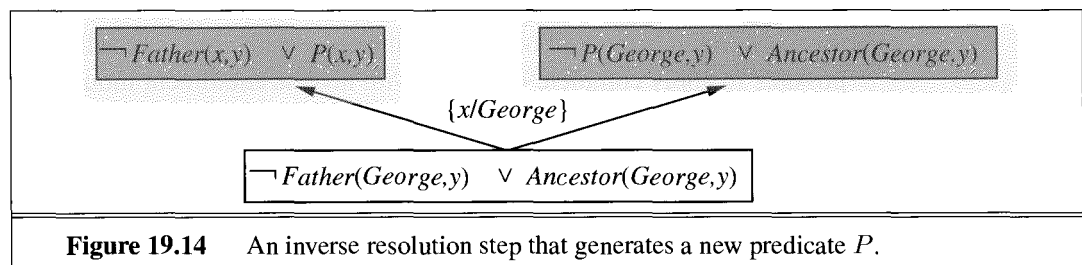 ¬ Father(x,y) ∨ P(x,y)
¬ P(George,y) ∨ Ancestor(George,y)
{x/George}
¬ Father(George,y) ∨ Ancestor(George,y)
Figure 19.14 An inverse resolution step that generates a new predicate P.